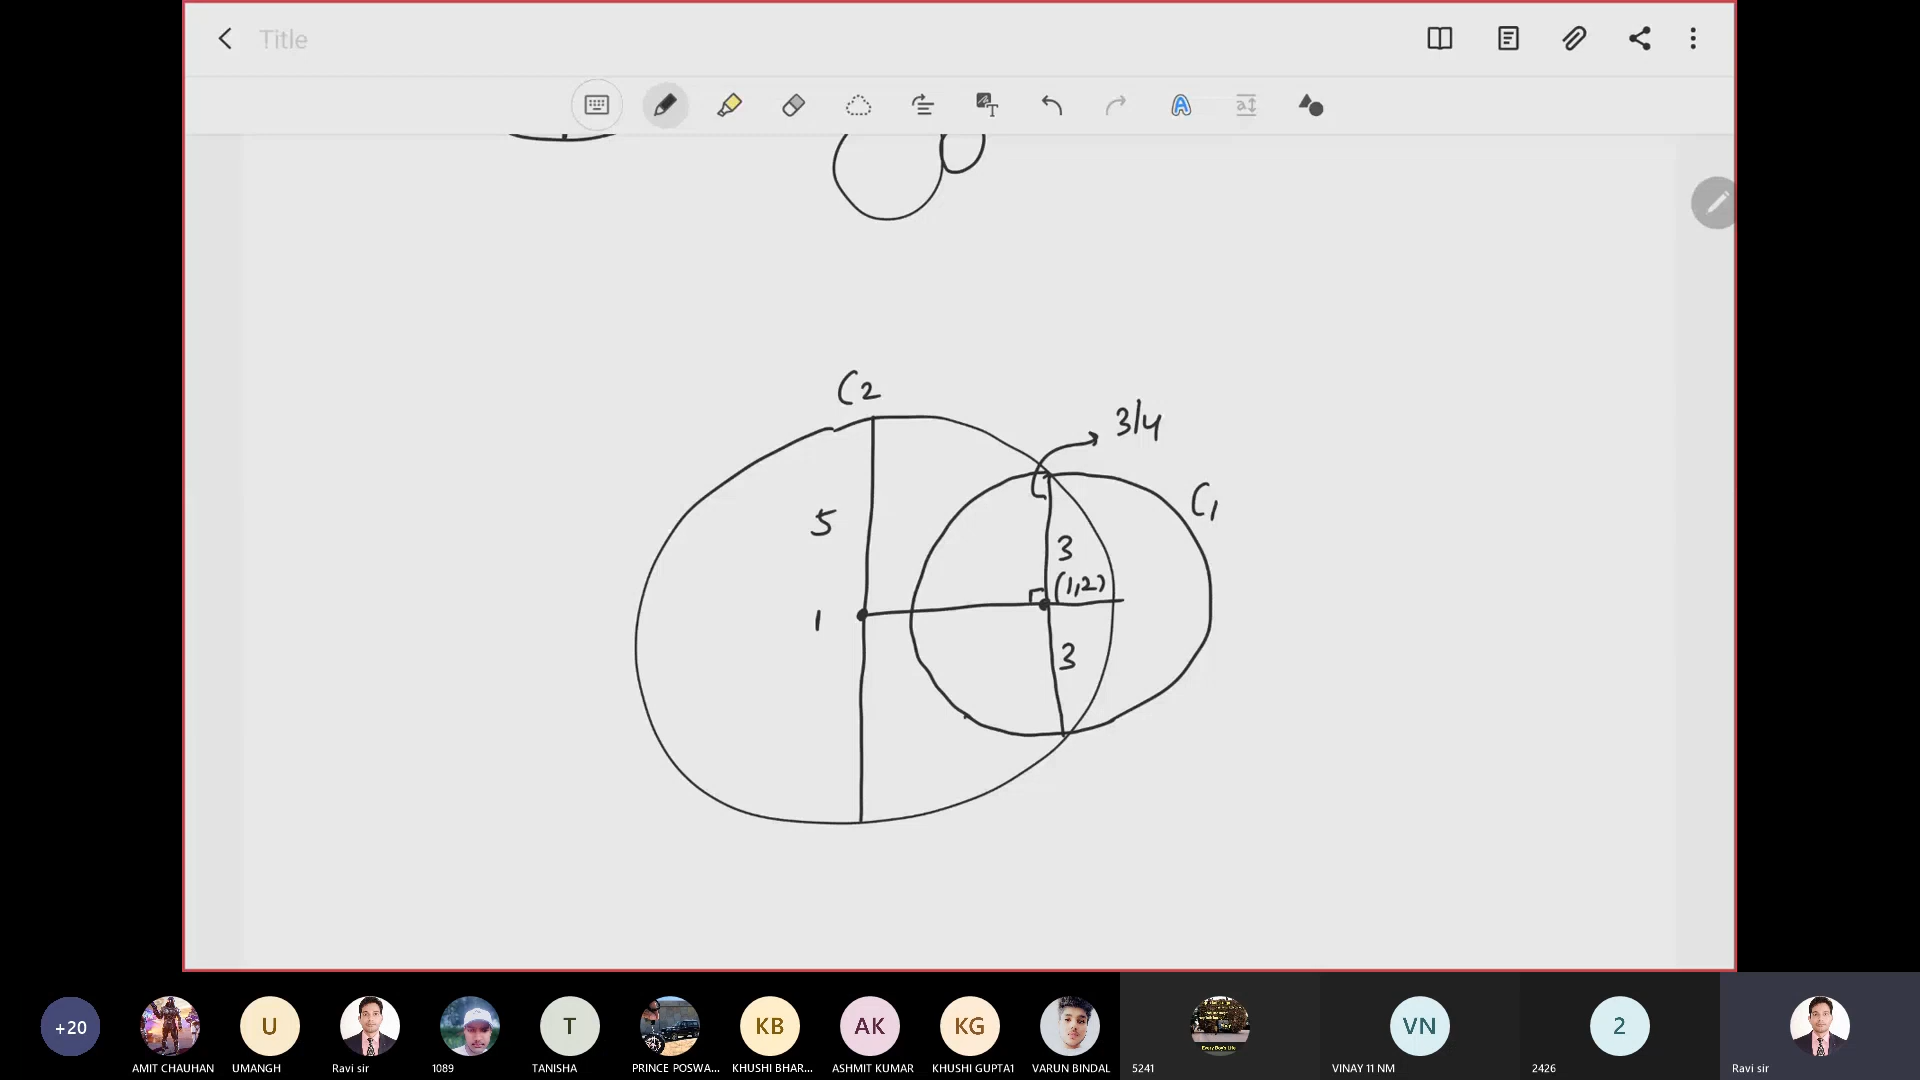 Title
C2
3/4
C1
5
3
(1,2)
1
3
+20
U
T
KB
AK
KG
VN
2
AMIT CHAUHAN
UMANGH
Ravi sir
1089
TANISHA
PRINCE POSWA...
KHUSHI BHAR...
ASHMIT KUMAR
KHUSHI GUPTA1
VARUN BINDAL
5241
VINAY 11 NM
2426
Ravi sir